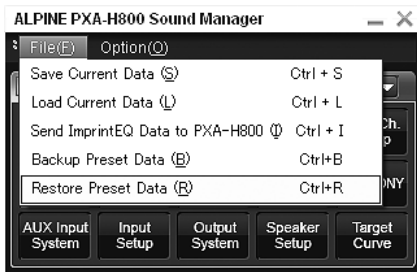 ALPINE PXA-H800 Sound Manager
File(F) Option(O)
Save Current Data (S) Ctrl + S
Load Current Data (L) Ctrl + L
Send ImprintEQ Data to PXA-H800 (I) Ctrl + I
Backup Preset Data (B) Ctrl+B
Restore Preset Data (R) Ctrl+R
Ch.
AUX Input System
Input Setup
Output System
Speaker Setup
Target Curve